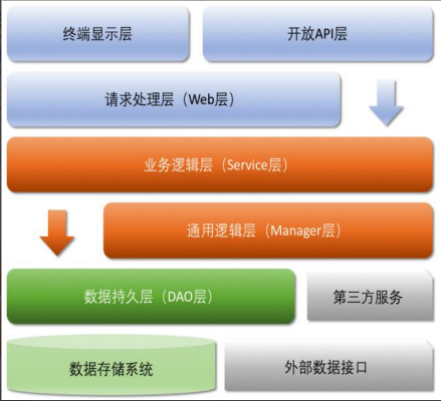 终端显示层
开放API层
请求处理层（Web层）
业务逻辑层（Service层）
通用逻辑层（Manager层）
数据持久层（DAO层）
第三方服务
数据存储系统
外部数据接口